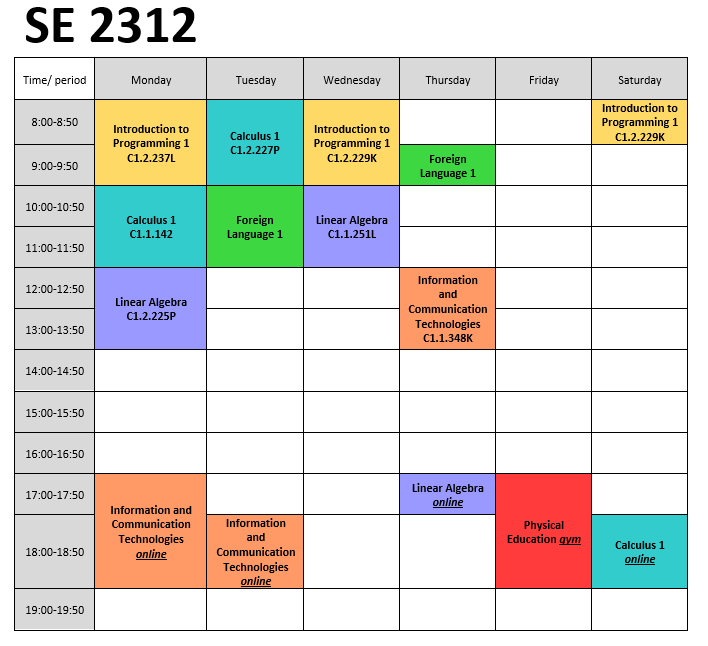 SE 2312
Time/ period
Monday
Tuesday
Wednesday
Thursday
Friday
Saturday
8:00-8:50
Introduction to
Programming 1
C1.2.237L
Calculus 1
C1.2.227P
Introduction to
Programming 1
C1.2.229K
Introduction to
Programming 1
C1.2.229K
9:00-9:50
Foreign
Language 1
10:00-10:50
Calculus 1
C1.1.142
Foreign
Language 1
Linear Algebra
C1.1.251L
11:00-11:50
12:00-12:50
Linear Algebra
C1.2.225P
Information
and
Communication
Technologies
C1.1.348K
13:00-13:50
14:00-14:50
15:00-15:50
16:00-16:50
17:00-17:50
Information and
Communication
Technologies
online
Linear Algebra
online
Physical
Education gym
18:00-18:50
Information
and
Communication
Technologies
online
Calculus 1
online
19:00-19:50